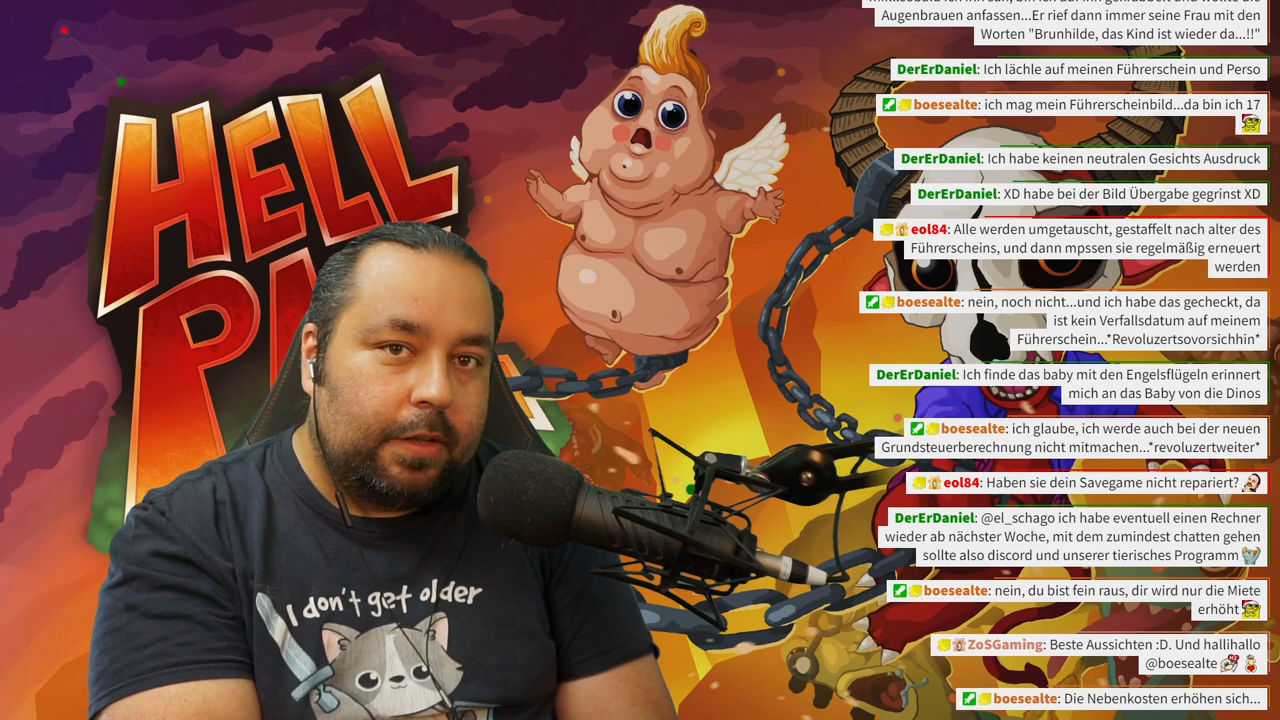 Augenbrauen anfassen...Er rief dann immer seine Frau mit den
Worten "Brunhilde, das Kind ist wieder da...!!"
DerErDaniel: Ich lächle auf meinen Führerschein und Perso
boesealte: ich mag mein Führerscheinbild...da bin ich 17
DerErDaniel: Ich habe keinen neutralen Gesichts Ausdruck
DerErDaniel: XD habe bei der Bild Übergabe gegrinst XD
eol84: Alle werden umgetauscht, gestaffelt nach alter des
Führerscheins, und dann mpssen sie regelmäßig erneuert
werden
boesealte: nein, noch nicht...und ich habe das gecheckt, da
ist kein Verfallsdatum auf meinem
Führerschein...*Revoluzertsovorsichhin*
DerErDaniel: Ich finde das baby mit den Engelsflügeln erinnert
mich an das Baby von die Dinos
boesealte: ich glaube, ich werde auch bei der neuen
Grundsteuerberechnung nicht mitmachen...*revoluzertweiter*
eol84: Haben sie dein Savegame nicht repariert?
DerErDaniel: @el_schago ich habe eventuell einen Rechner
wieder ab nächster Woche, mit dem zumindest chatten gehen
sollte also discord und unserer tierisches Programm
boesealte: nein, du bist fein raus, dir wird nur die Miete
erhöht
ZoSGaming: Beste Aussichten :D. Und hallihallo
@boesealte
boesealte: Die Nebenkosten erhöhen sich...
HELL
I don't get older